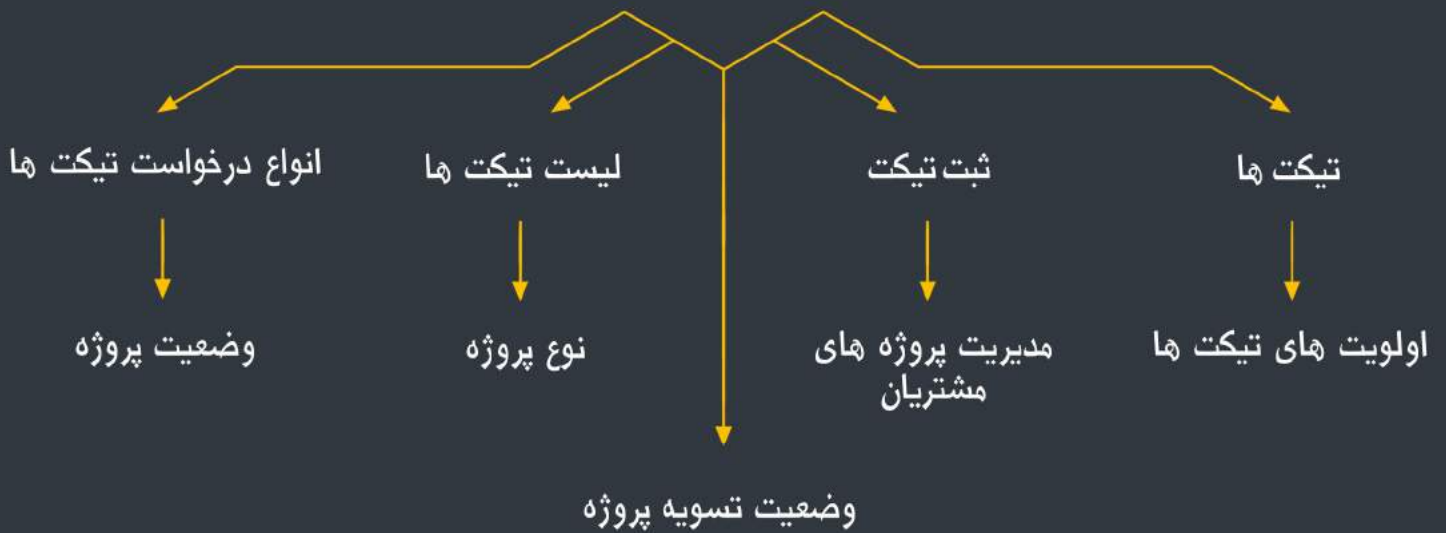 تیکت ها
ثبت تیکت
لیست تیکت ها
انواع درخواست تیکت ها
اولویت های تیکت ها
مدیریت پروژه های
مشتریان
نوع پروژه
وضعیت پروژه
وضعیت تسویه پروژه